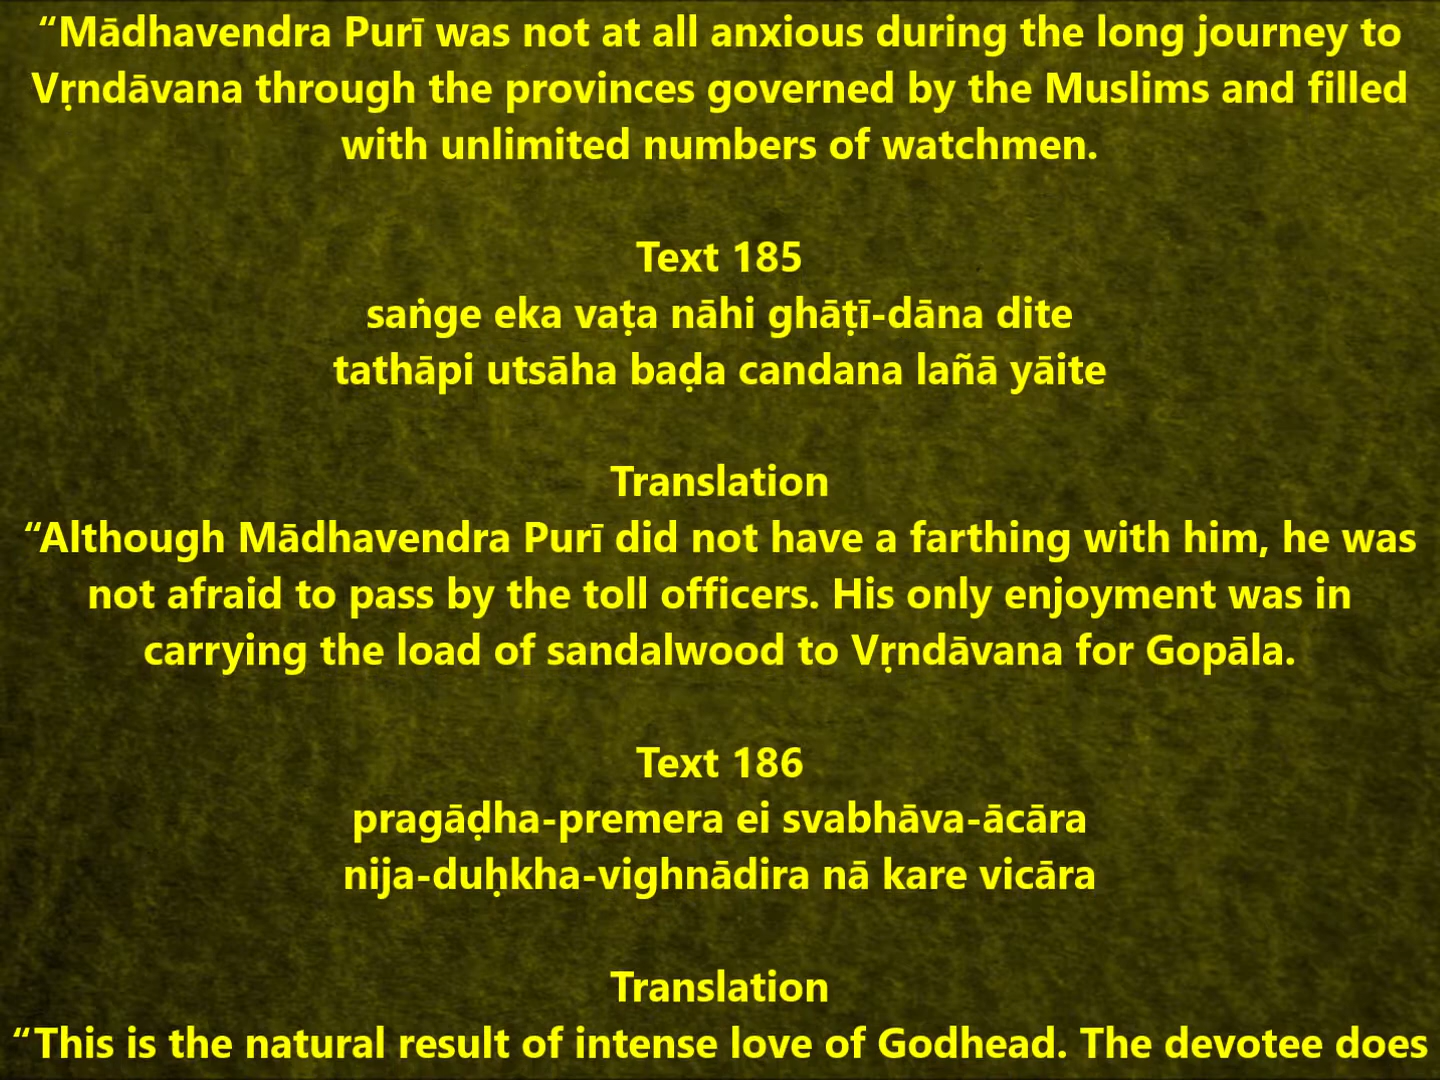 “Mādhavendra Purī was not at all anxious during the long journey to
Vṛndāvana through the provinces governed by the Muslims and filled
with unlimited numbers of watchmen.
Text 185
saṅge eka vaṭa nāhi ghāṭī-dāna dite
tathāpi utsāha baḍa candana lañā yāite
Translation
“Although Mādhavendra Purī did not have a farthing with him, he was
not afraid to pass by the toll officers. His only enjoyment was in
carrying the load of sandalwood to Vṛndāvana for Gopāla.
Text 186
pragāḍha-premera ei svabhāva-ācāra
nija-duḥkha-vighnādira nā kare vicāra
Translation
“This is the natural result of intense love of Godhead. The devotee does